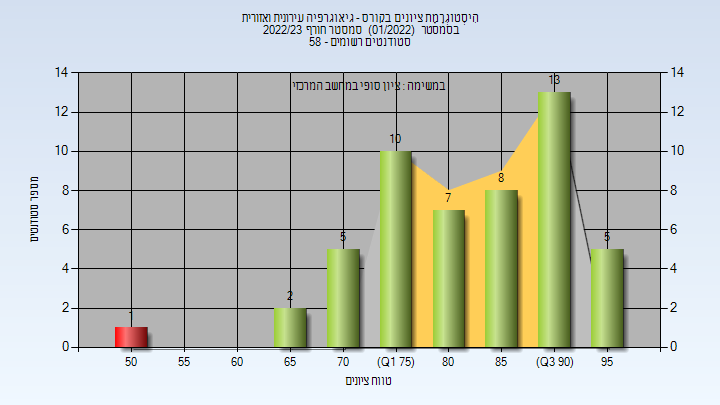 היסטוגרמת ציונים בקורס - גיאוגרפיה עירונית ואזורית
בסמסטר (01/2022) סמסטר חורף 2022/23
סטודנטים רשומים - 58
במשימה : ציון סופי במחשב המרכזי
מספר סטודנטים
14 12 10 8 6 4 2 0
1 2 5 10 7 8 13 5
14 12 10 8 6 4 2 0
50 55 60 65 70 (Q1 75) 80 85 (Q3 90) 95
טווח ציונים